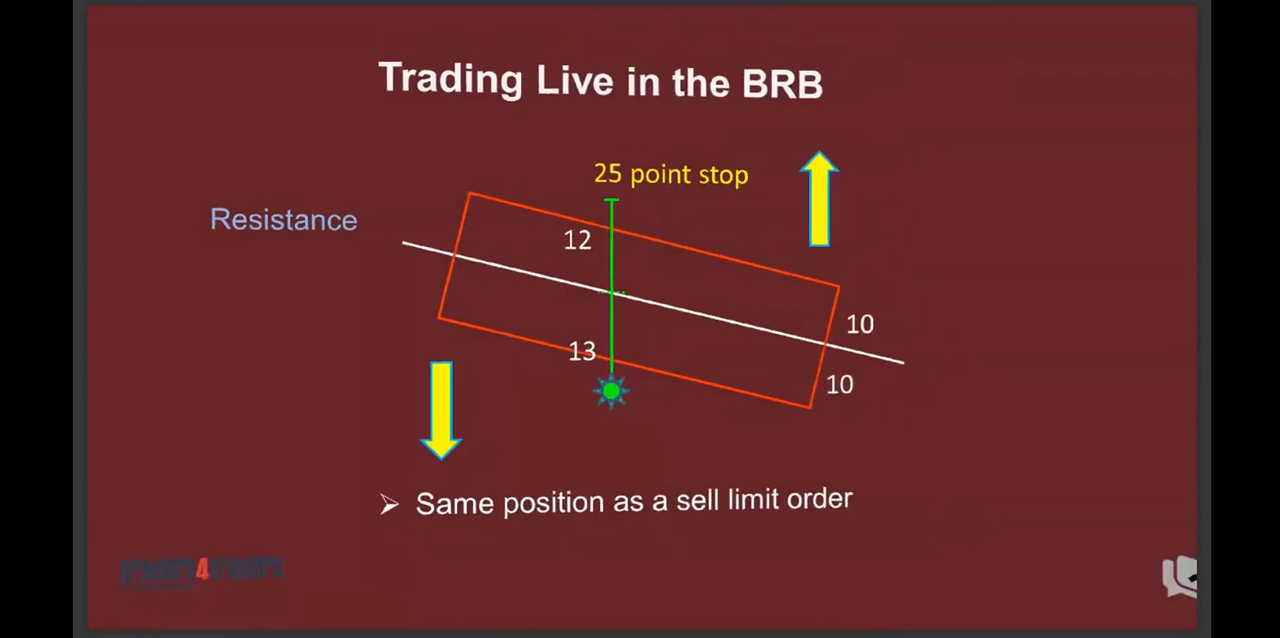 Trading Live in the BRB
25 point stop
Resistance
12
10
13
10
➢ Same position as a sell limit order
traders4traders